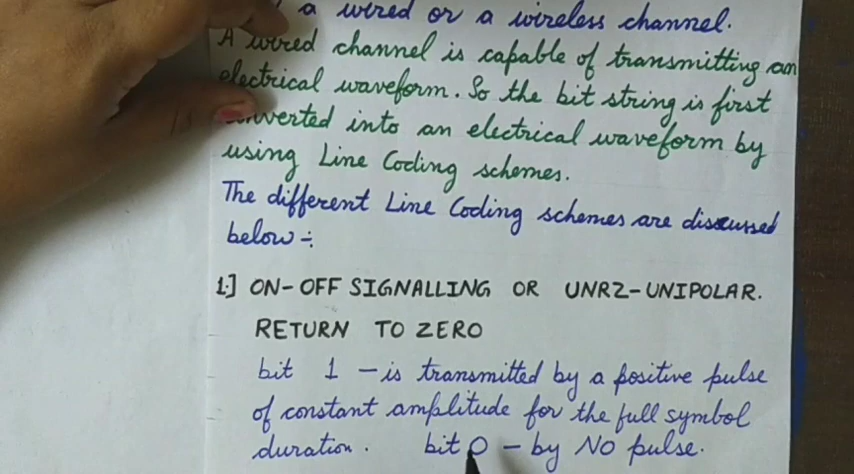 a wired or a wireless channel.
A wired channel is capable of transmitting an
electrical waveform. So the bit string is first
converted into an electrical waveform by
using Line Coding schemes.
The different Line Coding schemes are discussed
below :-
1.] ON-OFF SIGNALLING OR UNRZ-UNIPOLAR.
RETURN TO ZERO
bit 1 - is transmitted by a positive pulse
of constant amplitude for the full symbol
duration. bit 0 - by NO pulse.